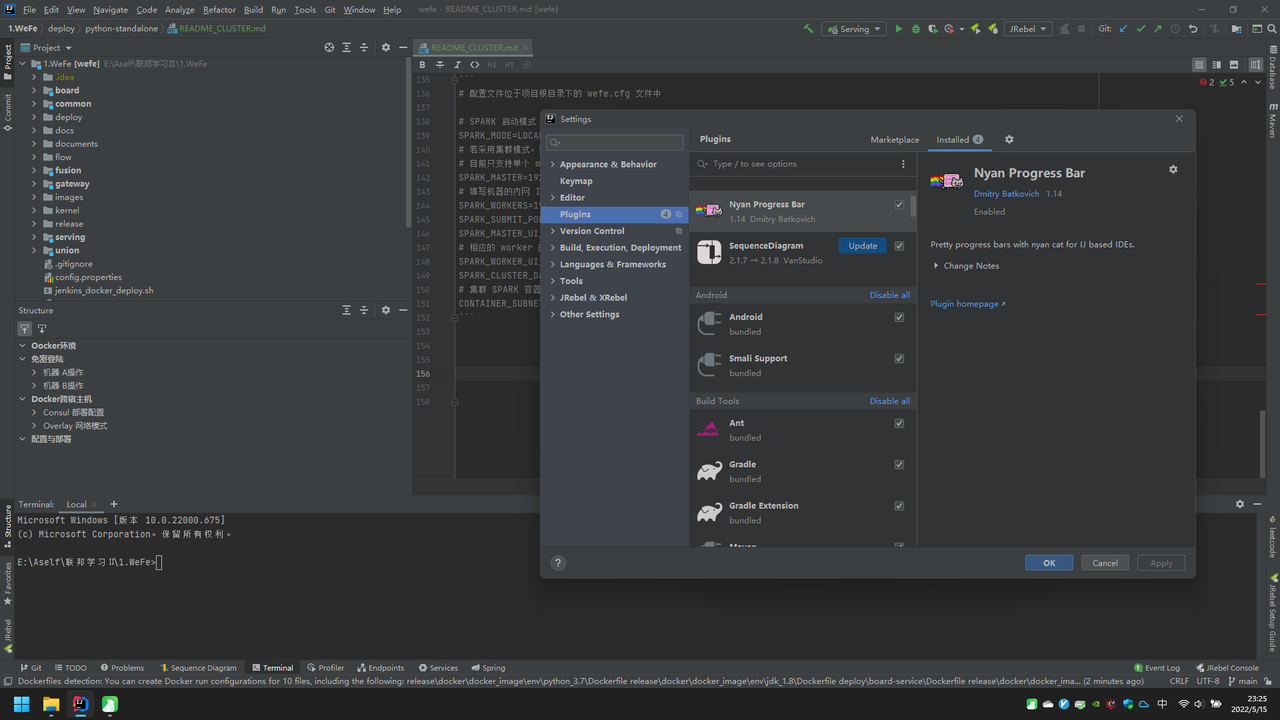 File Edit View Navigate Code Analyze Refactor Build Run Tools Git Window Help wefe - README_CLUSTER.md [wefe]
1.WeFe deploy python-standalone README_CLUSTER.md
Serving JRebel Git:
Project
README_CLUSTER.md
1.WeFe [wefe] E:\Aself\联邦学习Ⅱ\1.WeFe
.idea
board
common
deploy
docs
documents
flow
fusion
gateway
images
kernel
release
serving
union
.gitignore
config.properties
jenkins_docker_deploy.sh
Structure
Oocker环境
免密登陆
机器 A操作
机器 B操作
Docker跨宿主机
Consul 部署配置
Overlay 网络模式
配置与部署
B I
2 5
135 ```
136 # 配置文件位于项目根目录下的 wefe.cfg 文件中
137
138 # SPARK 启动模式
139 SPARK_MODE=LOCA
140 # 若采用集群模式,
141 # 目前只支持单个 m
142 SPARK_MASTER=19
143 # 填写机器的内网 I
144 SPARK_WORKERS=19
145 SPARK_SUBMIT_PO
146 SPARK_MASTER_UI
147 # 相应的 worker
148 SPARK_WORKER_UI
149 SPARK_CLUSTER_DA
150 # 集群 SPARK 容器
151 CONTAINER_SUBNE
152 ```
153
154
155
156
157
158
Settings
Appearance & Behavior
Keymap
Editor
Plugins 4
Version Control
Build, Execution, Deployment
Languages & Frameworks
Tools
JRebel & XRebel
Other Settings
Plugins Marketplace Installed 4
Type / to see options
Nyan Progress Bar
1.14 Dmitry Batkovich
SequenceDiagram Update
2.1.7 → 2.1.8 VanStudio
Android Disable all
Android
bundled
Smali Support
bundled
Build Tools Disable all
Ant
bundled
Gradle
bundled
Gradle Extension
bundled
Maven
Nyan Progress Bar
Dmitry Batkovich 1.14
Enabled
Pretty progress bars with nyan cat for IJ based IDEs.
Change Notes
Plugin homepage
? OK Cancel Apply
Terminal: Local
Microsoft Windows [版本 10.0.22000.675]
(c) Microsoft Corporation。保留所有权利。
E:\Aself\联邦学习Ⅱ\1.WeFe>
Project
Commit
Structure
Favorites
JRebel
Database
Maven
leetcode
JRebel Setup Guide
Git TODO Problems Sequence Diagram Terminal Profiler Endpoints Services Spring 1 Event Log JRebel Console
Dockerfiles detection: You can create Docker run configurations for 10 files, including the following: release\docker\docker_image\env\python_3.7\Dockerfile release\docker\docker_image\env\jdk_1.8\Dockerfile deploy\board-service\Dockerfile release\docker\docker_ima... (2 minutes ago) CRLF UTF-8 main
中
23:25
2022/5/15